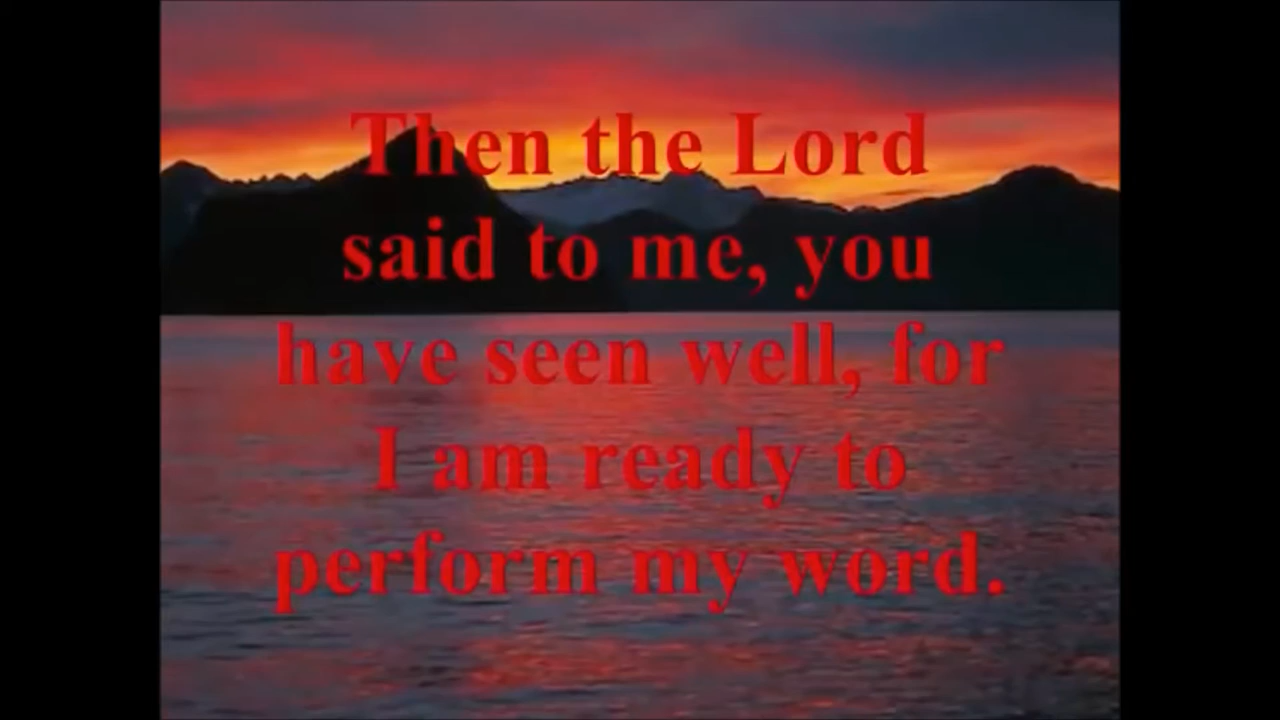 Then the Lord
said to me, you
have seen well, for
I am ready to
perform my word.